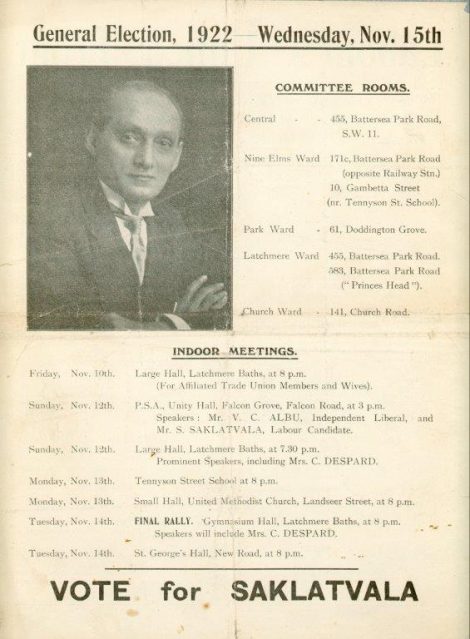 General Election, 1922 — Wednesday, Nov. 15th
COMMITTEE ROOMS.
Central - - 455, Battersea Park Road,
S.W. 11.
Nine Elms Ward 171c, Battersea Park Road
(opposite Railway Stn.)
10, Gambetta Street
(nr. Tennyson St. School).
Park Ward - 61, Doddington Grove.
Latchmere Ward 455, Battersea Park Road.
583, Battersea Park Road
("Princes Head").
Church Ward - 141, Church Road.
INDOOR MEETINGS.
Friday, Nov. 10th. Large Hall, Latchmere Baths, at 8 p.m.
(For Affiliated Trade Union Members and Wives).
Sunday, Nov. 12th. P.S.A., Unity Hall, Falcon Grove, Falcon Road, at 3 p.m.
Speakers: Mr. V. C. ALBU, Independent Liberal, and
Mr. S. SAKLATVALA, Labour Candidate.
Sunday, Nov. 12th. Large Hall, Latchmere Baths, at 7.30 p.m.
Prominent Speakers, including Mrs. C. DESPARD.
Monday, Nov. 13th. Tennyson Street School at 8 p.m.
Monday, Nov. 13th. Small Hall, United Methodist Church, Landseer Street, at 8 p.m.
Tuesday, Nov. 14th. FINAL RALLY. Gymnasium Hall, Latchmere Baths, at 8 p.m.
Speakers will include Mrs. C. DESPARD.
Tuesday, Nov. 14th. St. George's Hall, New Road, at 8 p.m.
VOTE for SAKLATVALA